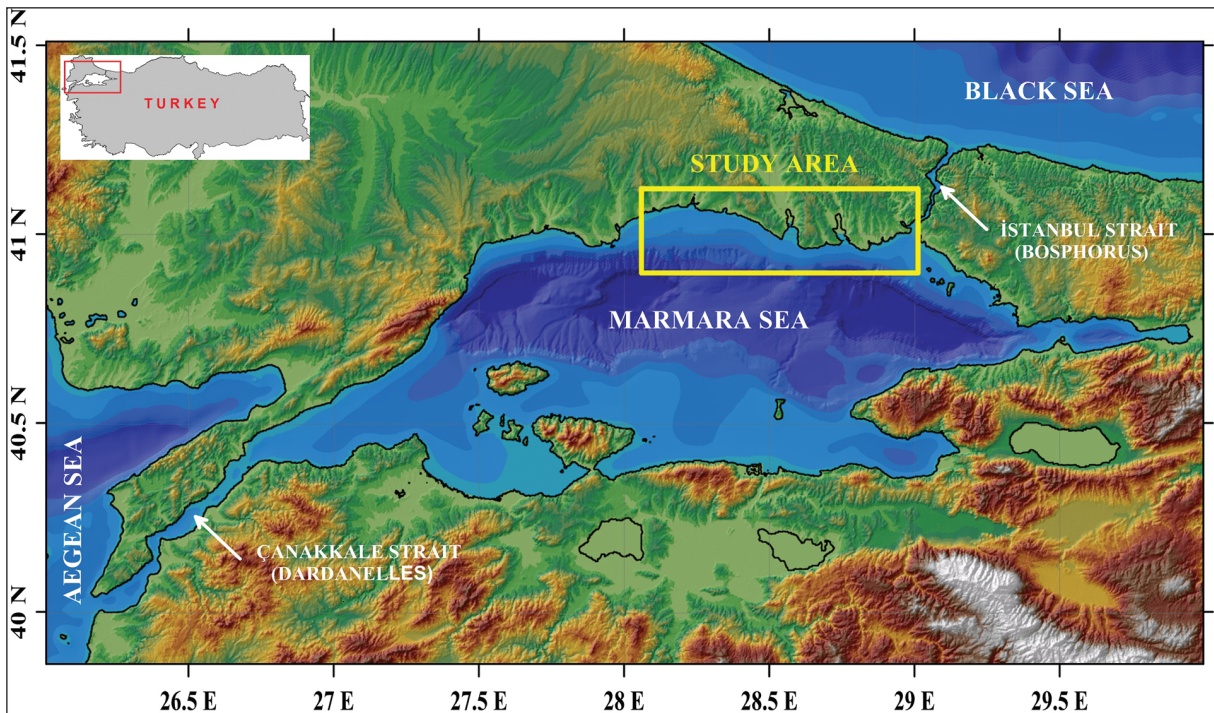 41.5 N
41 N
40.5 N
40 N
TURKEY
BLACK SEA
STUDY AREA
İSTANBUL STRAIT
(BOSPHORUS)
MARMARA SEA
AEGEAN SEA
ÇANAKKALE STRAIT
(DARDANELLES)
26.5 E
27 E
27.5 E
28 E
28.5 E
29 E
29.5 E